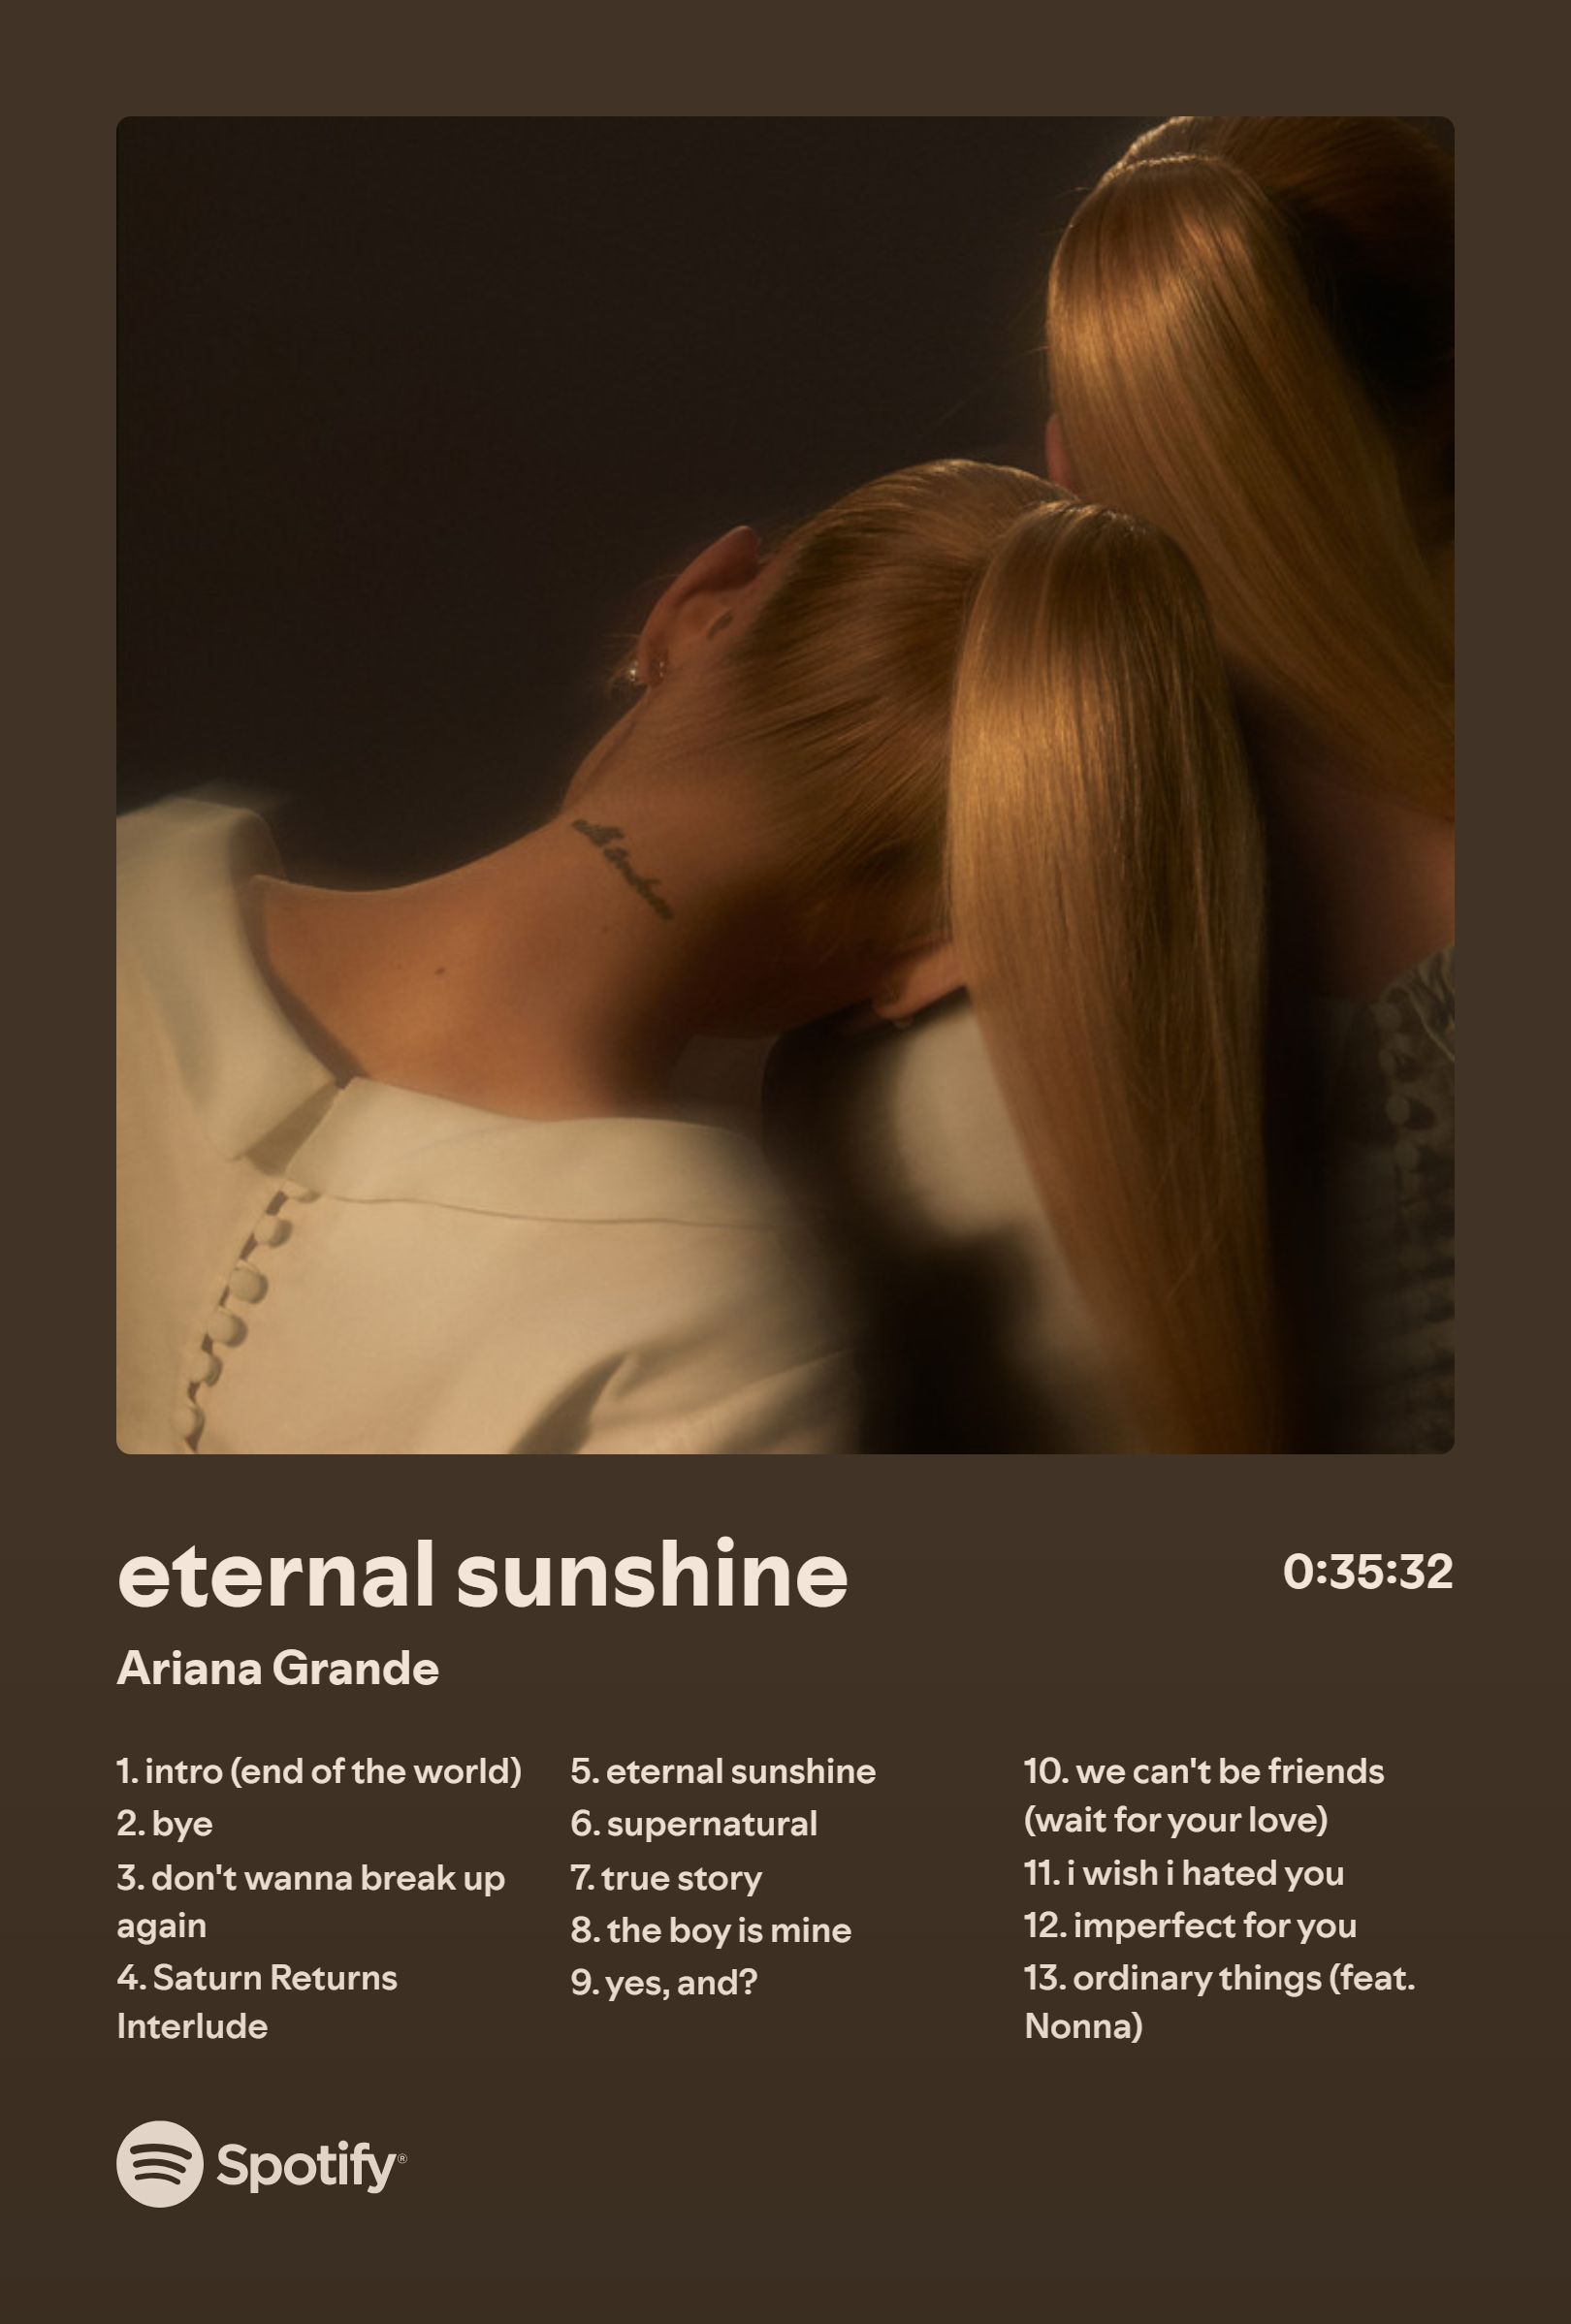 eternal sunshine
0:35:32
Ariana Grande
1. intro (end of the world)
2. bye
3. don't wanna break up
again
4. Saturn Returns
Interlude
5. eternal sunshine
6. supernatural
7. true story
8. the boy is mine
9. yes, and?
10. we can't be friends
(wait for your love)
11. i wish i hated you
12. imperfect for you
13. ordinary things (feat.
Nonna)
Spotify®